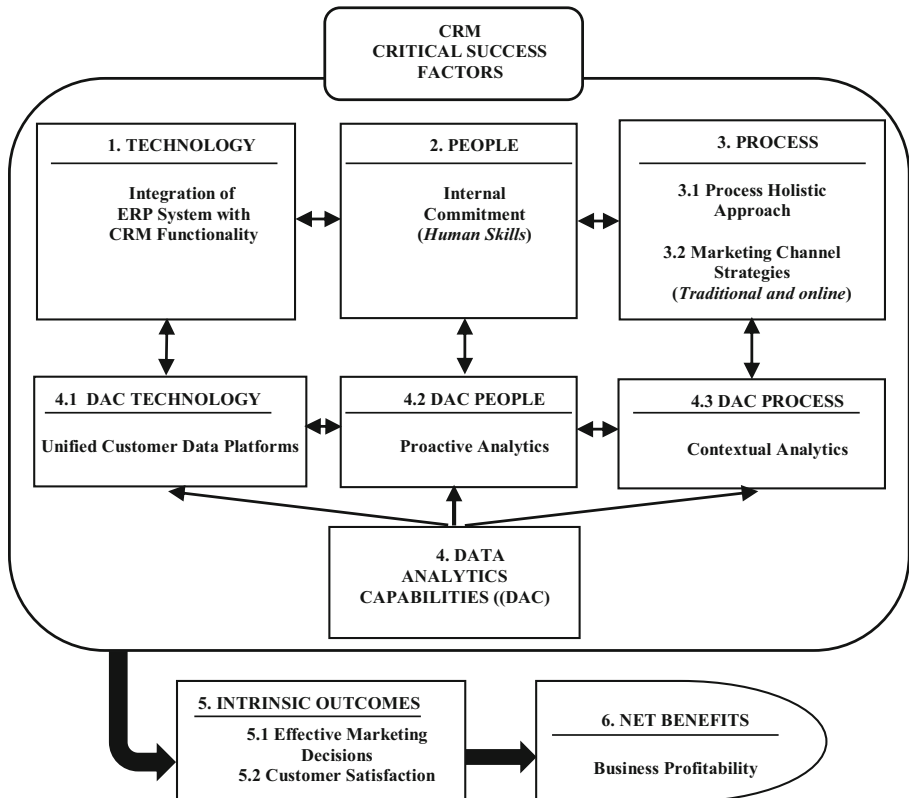 CRM
CRITICAL SUCCESS
FACTORS
1. TECHNOLOGY
Integration of
ERP System with
CRM Functionality
2. PEOPLE
Internal
Commitment
(Human Skills)
3. PROCESS
3.1 Process Holistic
Approach
3.2 Marketing Channel
Strategies
(Traditional and online)
4.1 DAC TECHNOLOGY
Unified Customer Data Platforms
4.2 DAC PEOPLE
Proactive Analytics
4.3 DAC PROCESS
Contextual Analytics
4. DATA
ANALYTICS
CAPABILITIES ((DAC)
5. INTRINSIC OUTCOMES
5.1 Effective Marketing
Decisions
5.2 Customer Satisfaction
6. NET BENEFITS
Business Profitability